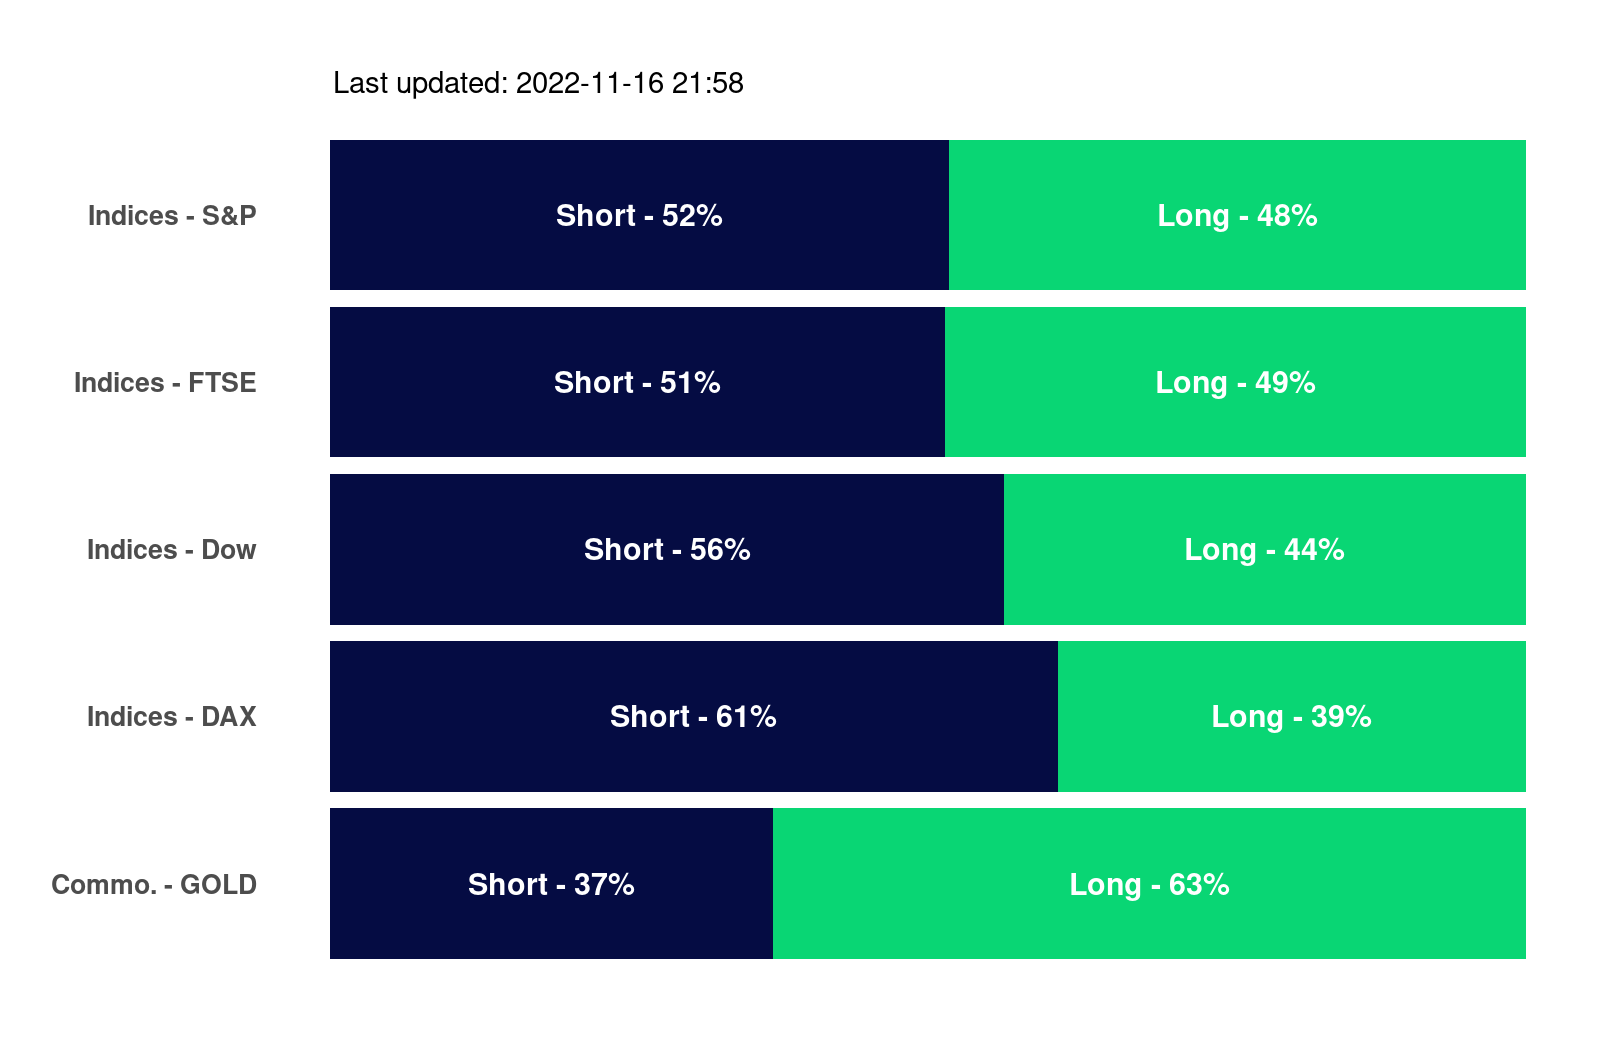 Last updated: 2022-11-16 21:58
Indices - S&P Short - 52% Long - 48%
Indices - FTSE Short - 51% Long - 49%
Indices - Dow Short - 56% Long - 44%
Indices - DAX Short - 61% Long - 39%
Commo. - GOLD Short - 37% Long - 63%